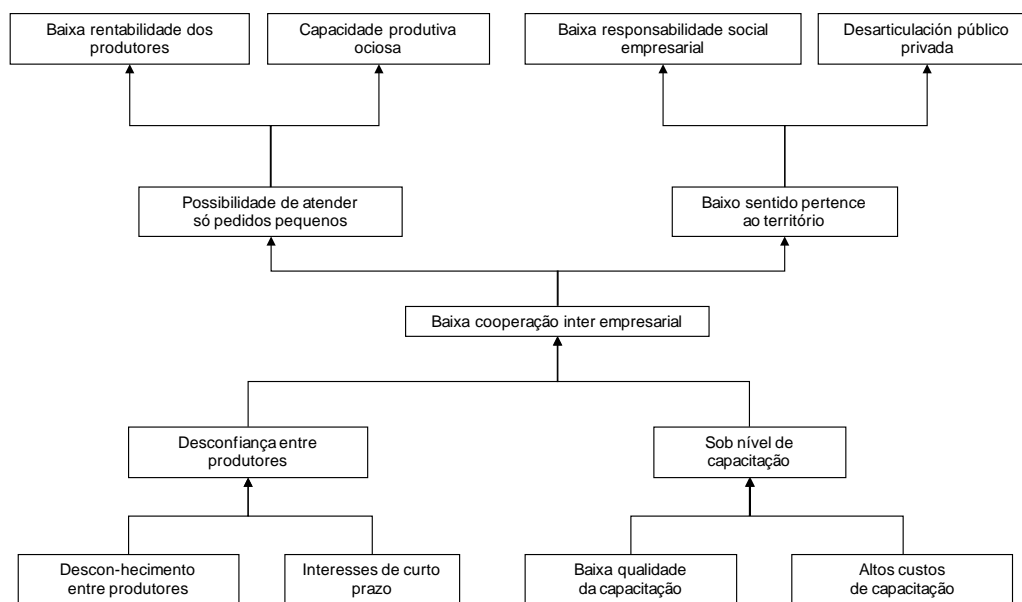 Baixa rentabilidade dos
produtores
Capacidade produtiva
ociosa
Baixa responsabilidade social
empresarial
Desarticulación público
privada
Possibilidade de atender
só pedidos pequenos
Baixo sentido pertence
ao território
Baixa cooperação inter empresarial
Desconfiança entre
produtores
Sob nível de
capacitação
Descon-hecimento
entre produtores
Interesses de curto
prazo
Baixa qualidade
da capacitação
Altos custos
de capacitação